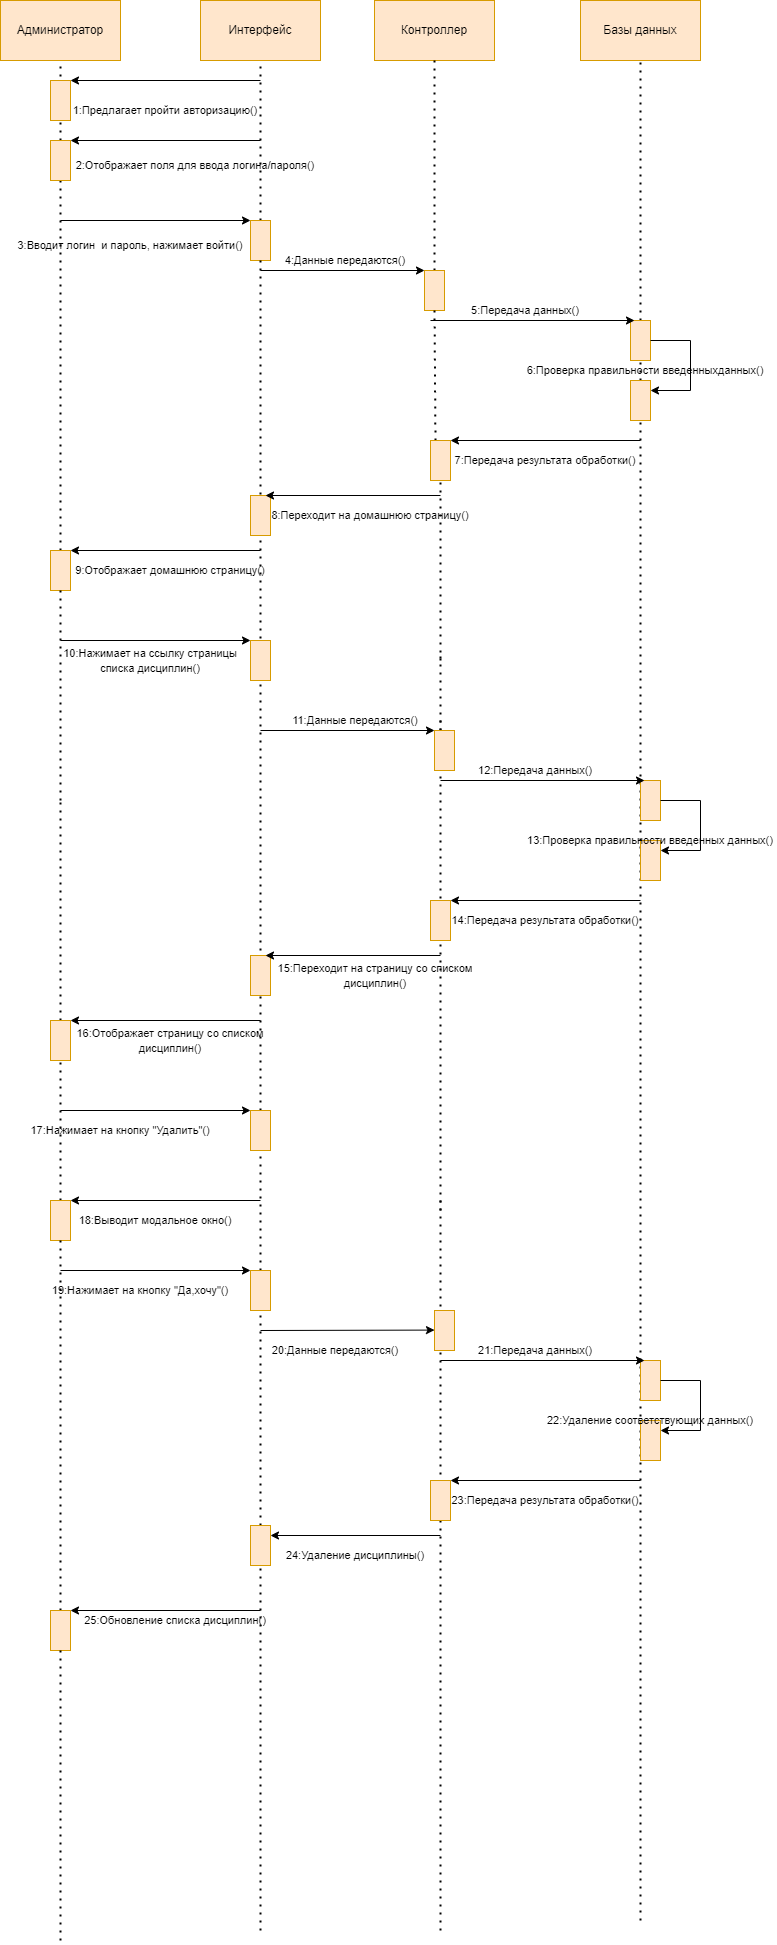 Администратор
Интерфейс
Контроллер
Базы данных
1:Предлагает пройти авторизацию()
2:Отображает поля для ввода логина/пароля()
3:Вводит логин  и пароль, нажимает войти()
4:Данные передаются()
5:Передача данных()
6:Проверка правильности введенныхданных()
7:Передача результата обработки()
8:Переходит на домашнюю страницу()
9:Отображает домашнюю страницу()
10:Нажимает на ссылку страницы
списка дисциплин()
11:Данные передаются()
12:Передача данных()
13:Проверка правильности введенных данных()
14:Передача результата обработки()
15:Переходит на страницу со списком
дисциплин()
16:Отображает страницу со списком
дисциплин()
17:Нажимает на кнопку "Удалить"()
18:Выводит модальное окно()
19:Нажимает на кнопку "Да,хочу"()
20:Данные передаются()
21:Передача данных()
22:Удаление соответствующих данных()
23:Передача результата обработки()
24:Удаление дисциплины()
25:Обновление списка дисциплин()